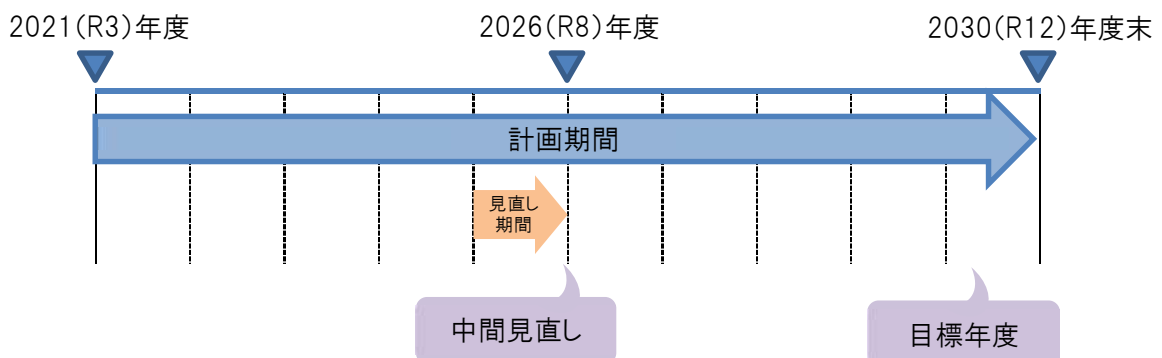 2021(R3)年度
2026(R8)年度
2030(R12)年度末
計画期間
見直し
期間
中間見直し
目標年度